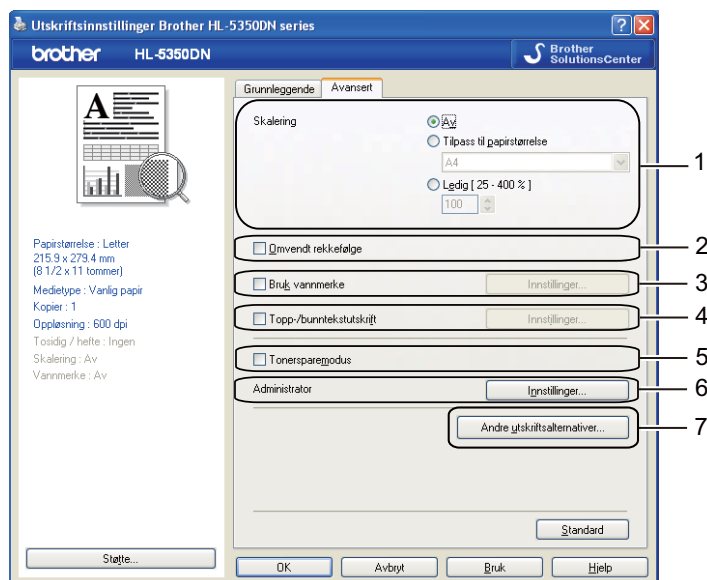 Utskriftsinnstillinger Brother HL-5350DN series
brother HL-5350DN
Brother
SolutionsCenter
Grunnleggende Avansert
Skalering
Av
Tilpass til papirstørrelse
A4
Ledig [ 25 - 400 % ]
100
1
Omvendt rekkefølge
2
Bruk vannmerke Innstillinger...
3
Topp-/bunntekstutskrift Innstillinger...
4
Tonersparemodus
5
Administrator Innstillinger...
6
Andre utskriftsalternativer...
7
Papirstørrelse : Letter
215.9 x 279.4 mm
(8 1/2 x 11 tommer)
Medietype : Vanlig papir
Kopier : 1
Oppløsning : 600 dpi
Tosidig / hefte : Ingen
Skalering : Av
Vannmerke : Av
Standard
Støtte...
OK Avbryt Bruk Hjelp